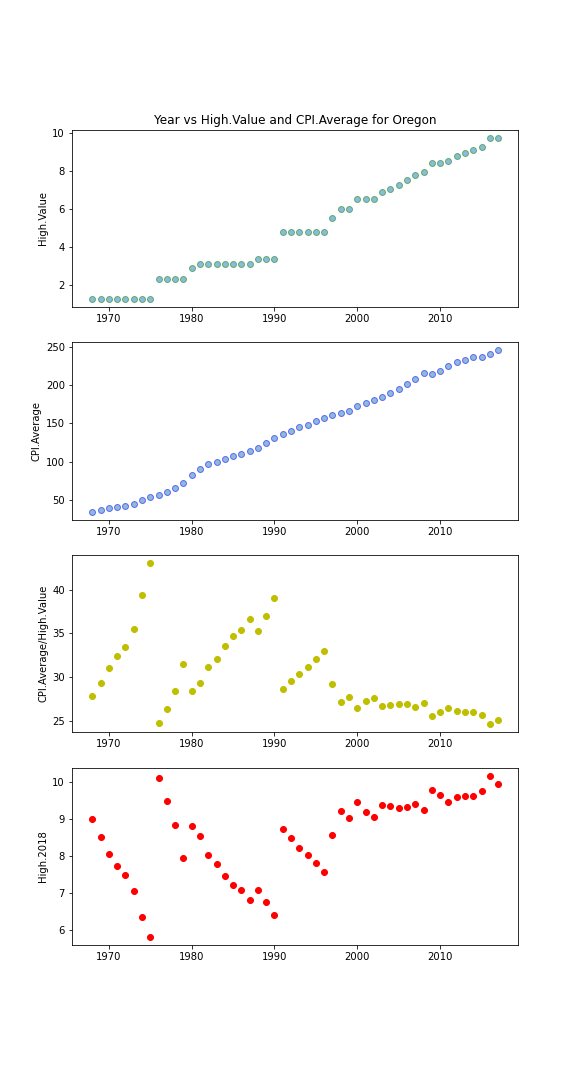 Year vs High.Value and CPI.Average for Oregon
High.Value
10
8
6
4
2
1970 1980 1990 2000 2010
CPI.Average
250
200
150
100
50
1970 1980 1990 2000 2010
CPI.Average/High.Value
40
35
30
25
1970 1980 1990 2000 2010
High.2018
10
9
8
7
6
1970 1980 1990 2000 2010